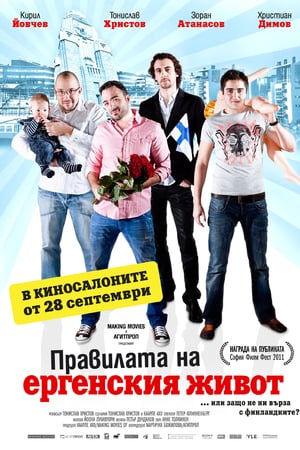 Кирил Йовчев
Тонислав Христов
Зоран Атанасов
Християн Димов
В КИНОСАЛОНИТЕ
от 28 септември
MAKING MOVIES
и
АГИТПРОП
НАГРАДА НА ПУБЛИКАТА
София Филм Фест 2011
Правилата на
ергенския живот
... или защо не ни върза
с финландките?